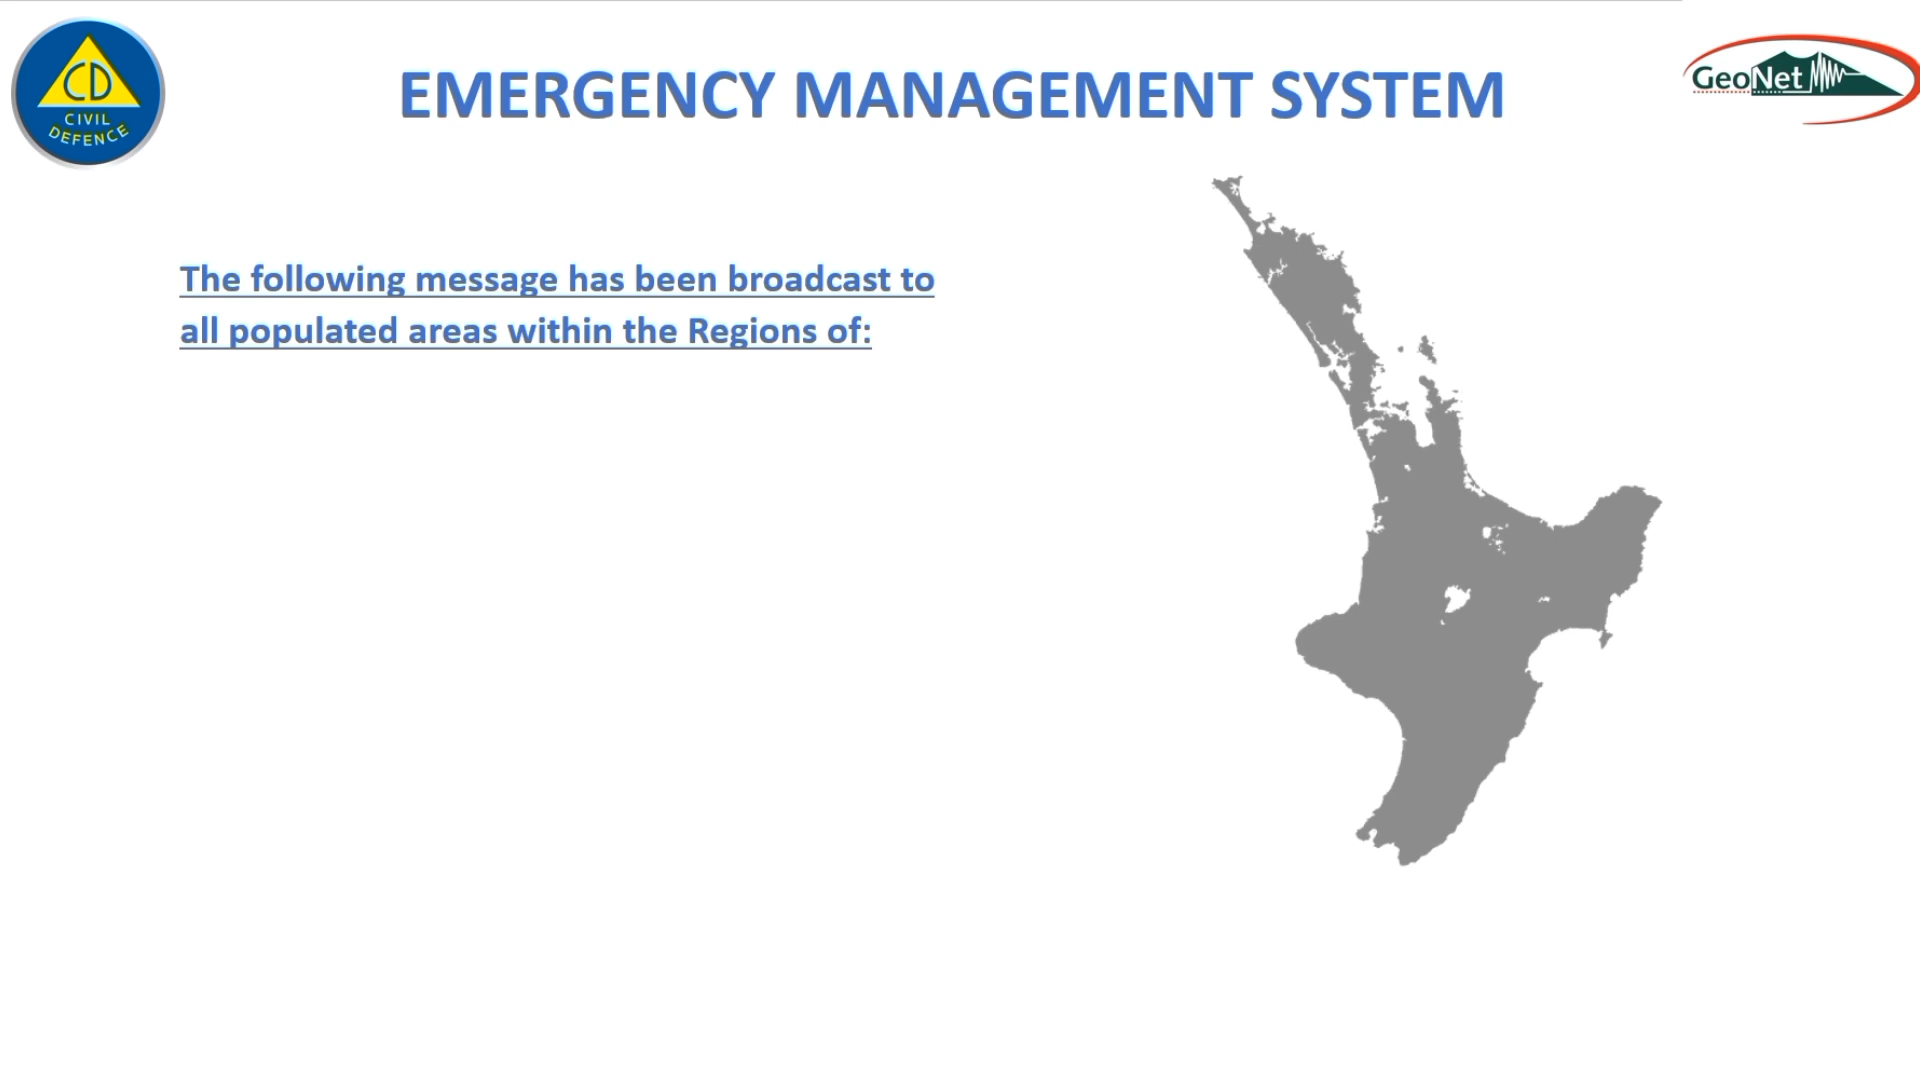 CD
CIVIL
DEFENCE
EMERGENCY MANAGEMENT SYSTEM
GeoNet
The following message has been broadcast to
all populated areas within the Regions of: